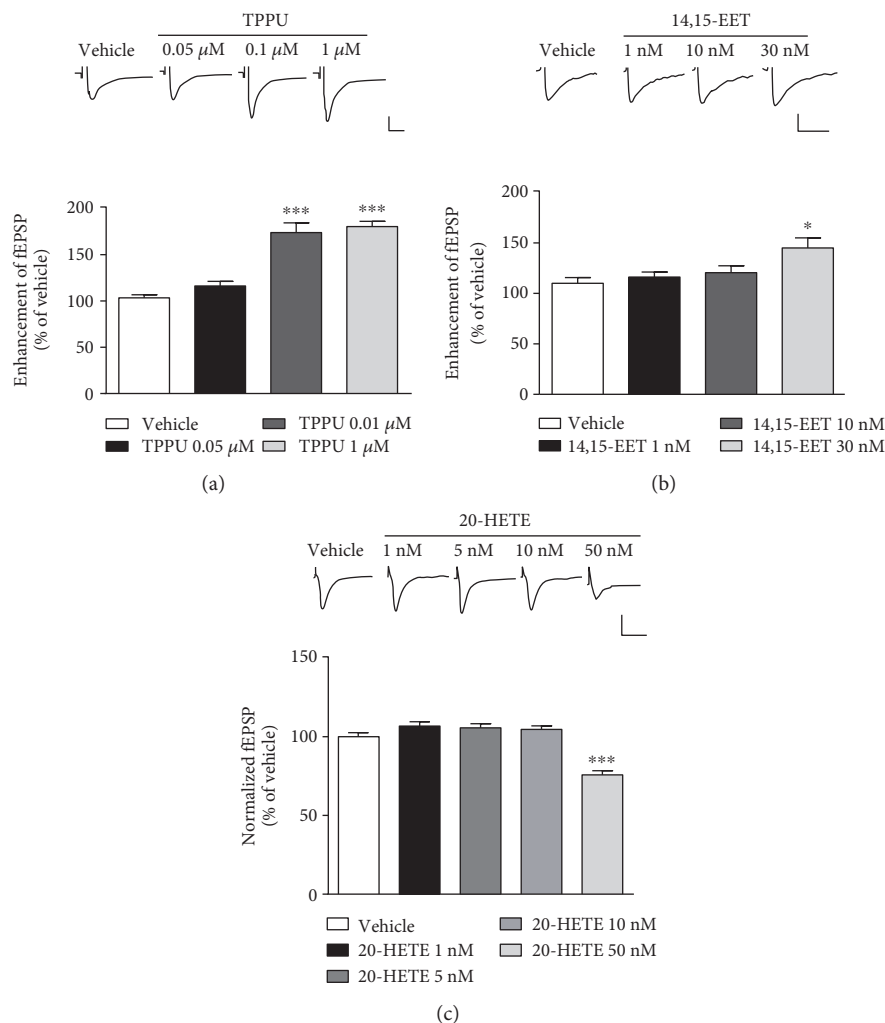 TPPU
Vehicle 0.05 μM 0.1 μM 1 μM
Enhancement of fEPSP
(% of vehicle)
200
150
100
50
0
*** ***
Vehicle TPPU 0.01 μM
TPPU 0.05 μM TPPU 1 μM
(a)
14,15-EET
Vehicle 1 nM 10 nM 30 nM
Enhancement of fEPSP
(% of vehicle)
200
150
100
50
0
*
Vehicle 14,15-EET 10 nM
14,15-EET 1 nM 14,15-EET 30 nM
(b)
20-HETE
Vehicle 1 nM 5 nM 10 nM 50 nM
Normalized fEPSP
(% of vehicle)
150
100
50
0
***
Vehicle 20-HETE 10 nM
20-HETE 1 nM 20-HETE 50 nM
20-HETE 5 nM
(c)